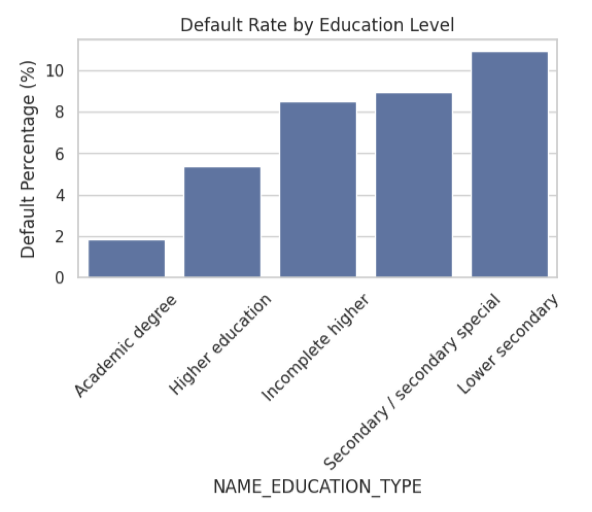 Default Rate by Education Level
Default Percentage (%)
10
8
6
4
2
0
Academic degree
Higher education
Incomplete higher
Secondary / secondary special
Lower secondary
NAME_EDUCATION_TYPE